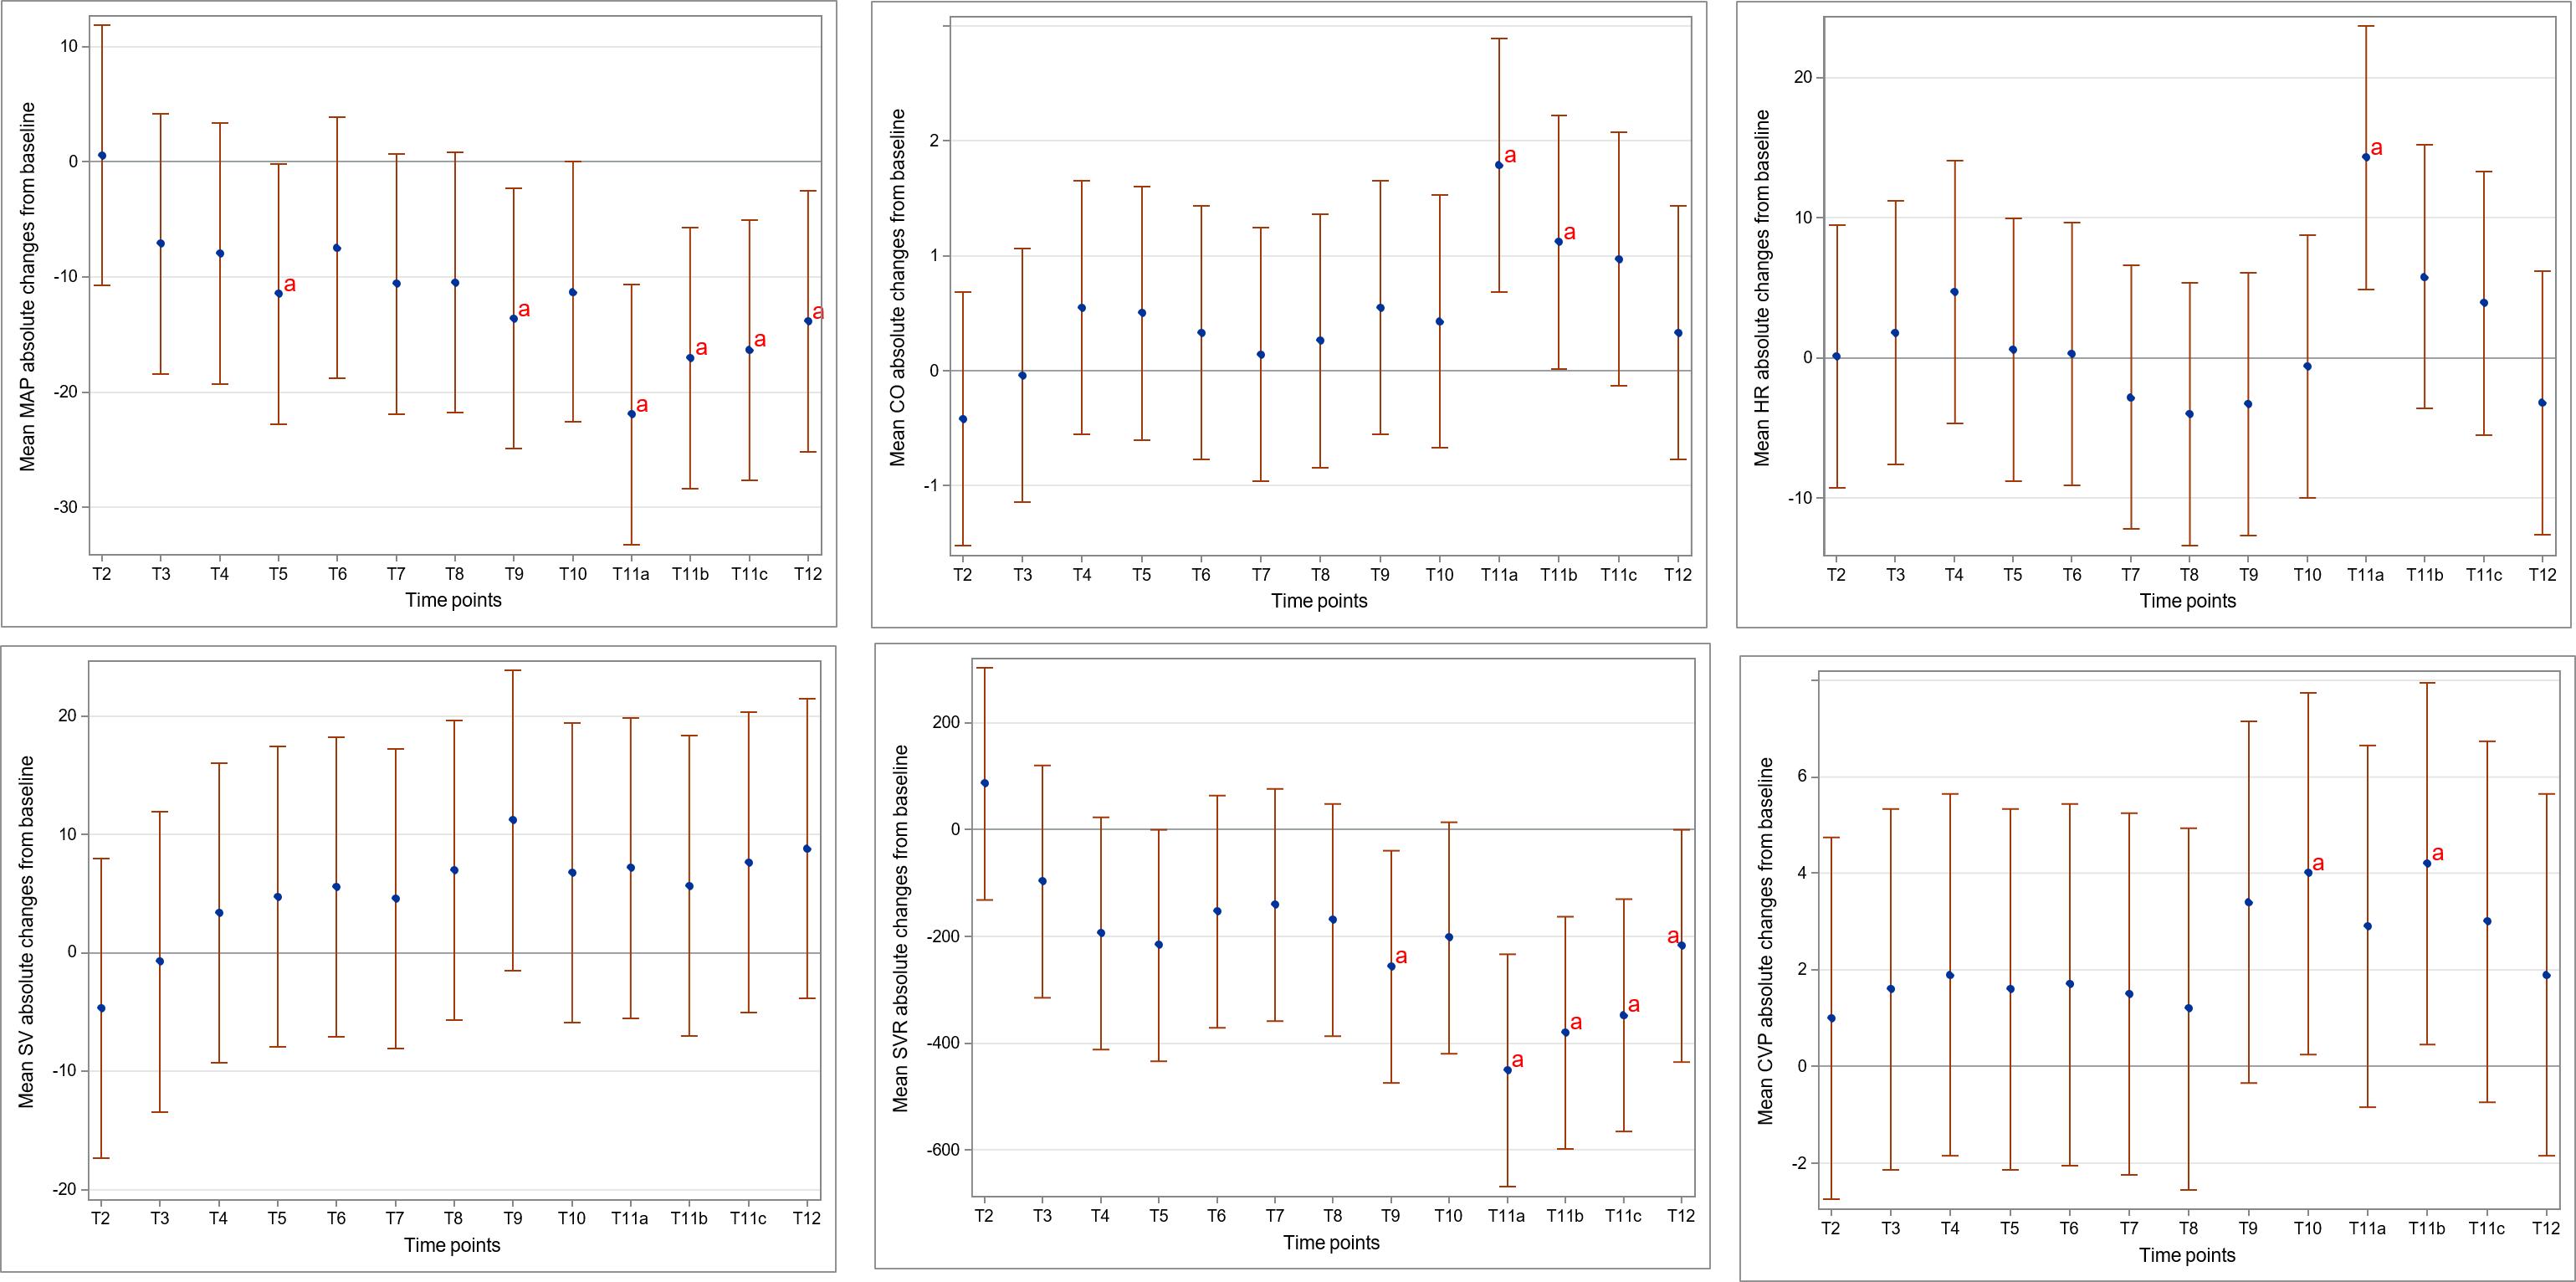 Mean MAP absolute changes from baseline
10
0
-10
-20
-30
a
a
a
a
a
a
T2 T3 T4 T5 T6 T7 T8 T9 T10 T11a T11b T11c T12
Time points
Mean CO absolute changes from baseline
2
1
0
-1
a
a
T2 T3 T4 T5 T6 T7 T8 T9 T10 T11a T11b T11c T12
Time points
Mean HR absolute changes from baseline
20
10
0
-10
a
T2 T3 T4 T5 T6 T7 T8 T9 T10 T11a T11b T11c T12
Time points
Mean SV absolute changes from baseline
20
10
0
-10
-20
T2 T3 T4 T5 T6 T7 T8 T9 T10 T11a T11b T11c T12
Time points
Mean SVR absolute changes from baseline
200
0
-200
-400
-600
a
a
a
a
a
T2 T3 T4 T5 T6 T7 T8 T9 T10 T11a T11b T11c T12
Time points
Mean CVP absolute changes from baseline
6
4
2
0
-2
a
a
T2 T3 T4 T5 T6 T7 T8 T9 T10 T11a T11b T11c T12
Time points